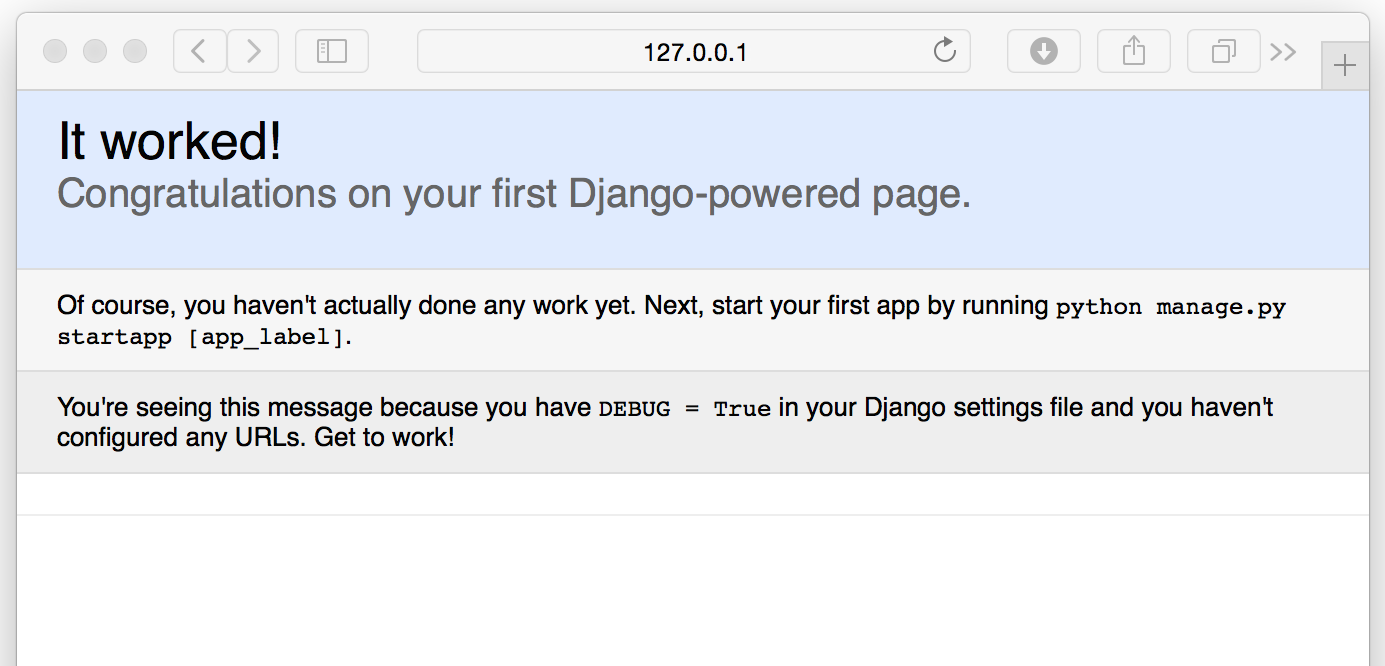 127.0.0.1
It worked!
Congratulations on your first Django-powered page.
Of course, you haven't actually done any work yet. Next, start your first app by running python manage.py
startapp [app_label].
You're seeing this message because you have DEBUG = True in your Django settings file and you haven't
configured any URLs. Get to work!